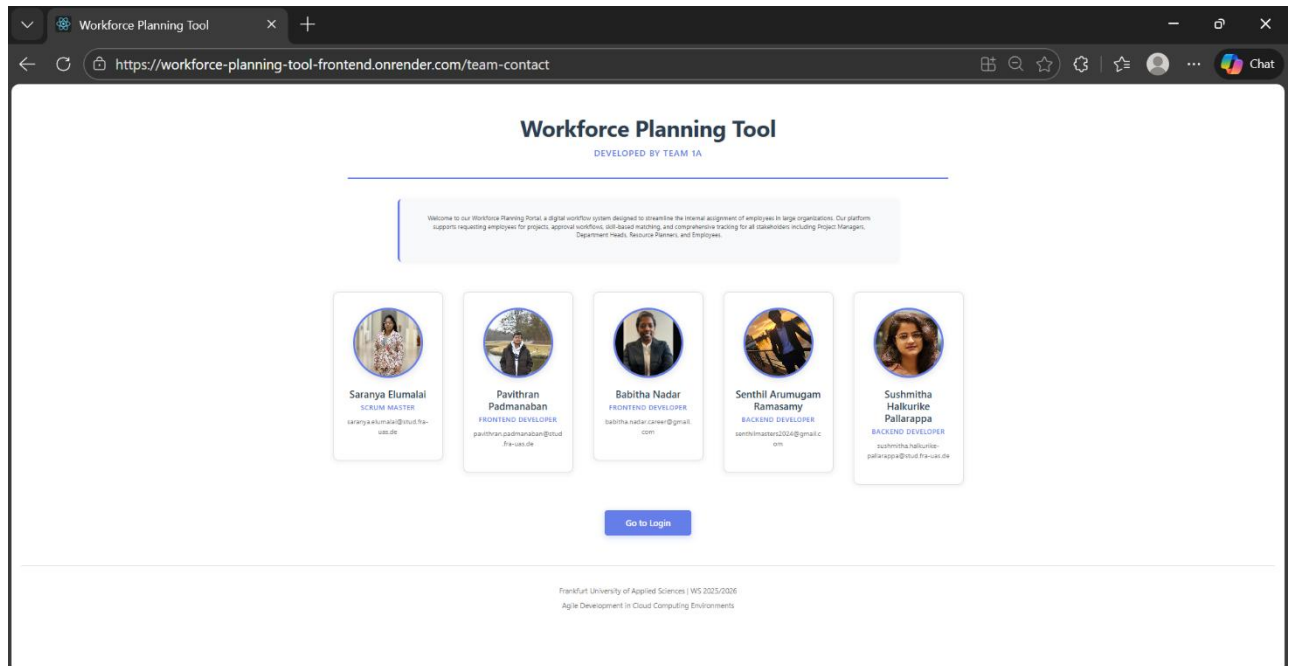 Workforce Planning Tool
https://workforce-planning-tool-frontend.onrender.com/team-contact
Chat
Workforce Planning Tool
DEVELOPED BY TEAM 1A
Welcome to our Workforce Planning Portal, a digital workflow system designed to streamline the internal assignment of employees in large organizations. Our platform
supports requesting employees for projects, approval workflows, skill-based matching, and comprehensive tracking for all stakeholders including Project Managers,
Department Heads, Resource Planners, and Employees.
Saranya Elumalai
SCRUM MASTER
saranya.elumalai@stud.fra-
uas.de
Pavithran
Padmanaban
FRONTEND DEVELOPER
pavithran.padmanaban@stud
.fra-uas.de
Babitha Nadar
FRONTEND DEVELOPER
babitha.nadar.career@gmail.
com
Senthil Arumugam
Ramasamy
BACKEND DEVELOPER
senthilmasters2024@gmail.c
om
Sushmitha
Halkurike
Pallarappa
BACKEND DEVELOPER
sushmitha.halkurike-
pallarappa@stud.fra-uas.de
Go to Login
Frankfurt University of Applied Sciences | WS 2025/2026
Agile Development in Cloud Computing Environments